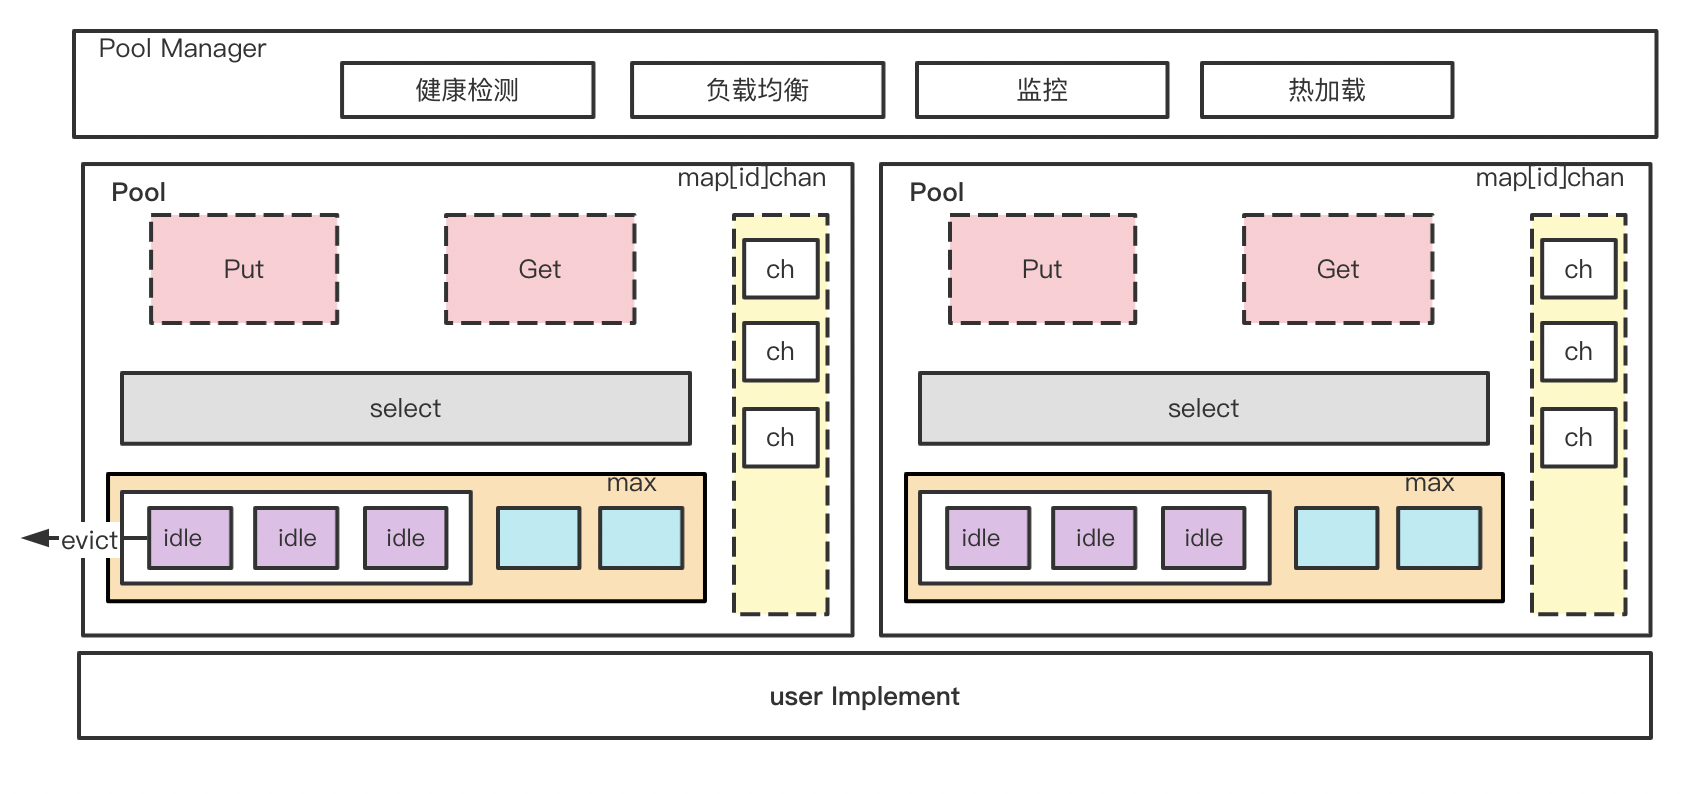 Pool Manager
健康检测
负载均衡
监控
热加载
Pool
map[id]chan
Put
Get
ch
ch
ch
select
max
idle
idle
idle
evict
Pool
map[id]chan
Put
Get
ch
ch
ch
select
max
idle
idle
idle
user Implement